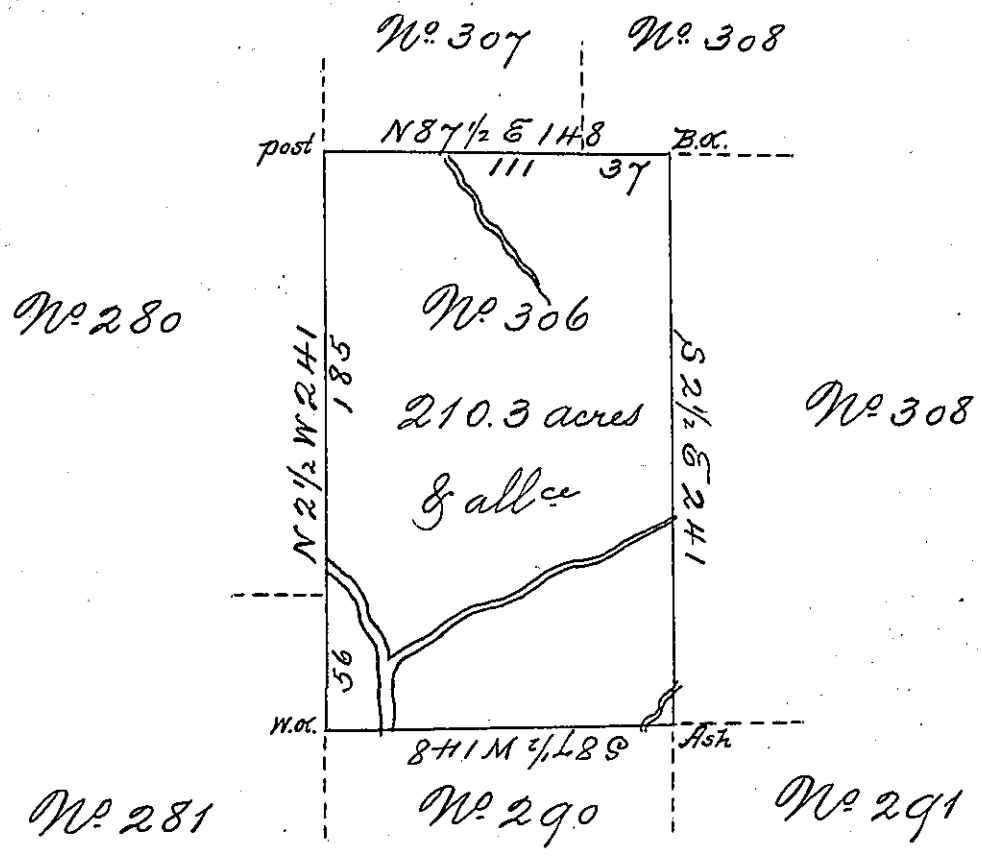 No. 307
No. 308
N 87½ E 148
post
B.O.
111
37
No. 280
No. 306
N 2½ W 241
185
S 2½ E 241
210.3 acres
No. 308
& allce
56
W.O.
Ash
S 87½ W 148
No. 281
No. 290
No. 291